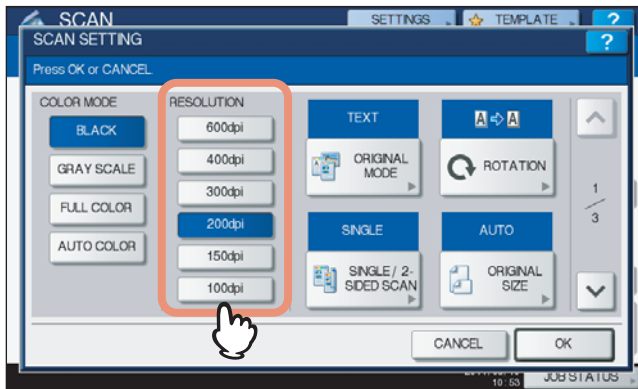 SCAN
SETTINGS
TEMPLATE
?
SCAN SETTING
?
Press OK or CANCEL
COLOR MODE
RESOLUTION
BLACK
GRAY SCALE
FULL COLOR
AUTO COLOR
600dpi
400dpi
300dpi
200dpi
150dpi
100dpi
TEXT
ORIGINAL
MODE
A A
ROTATION
SINGLE
SINGLE / 2-
SIDED SCAN
AUTO
ORIGINAL
SIZE
1
3
CANCEL
OK
10:53
JOB STATUS